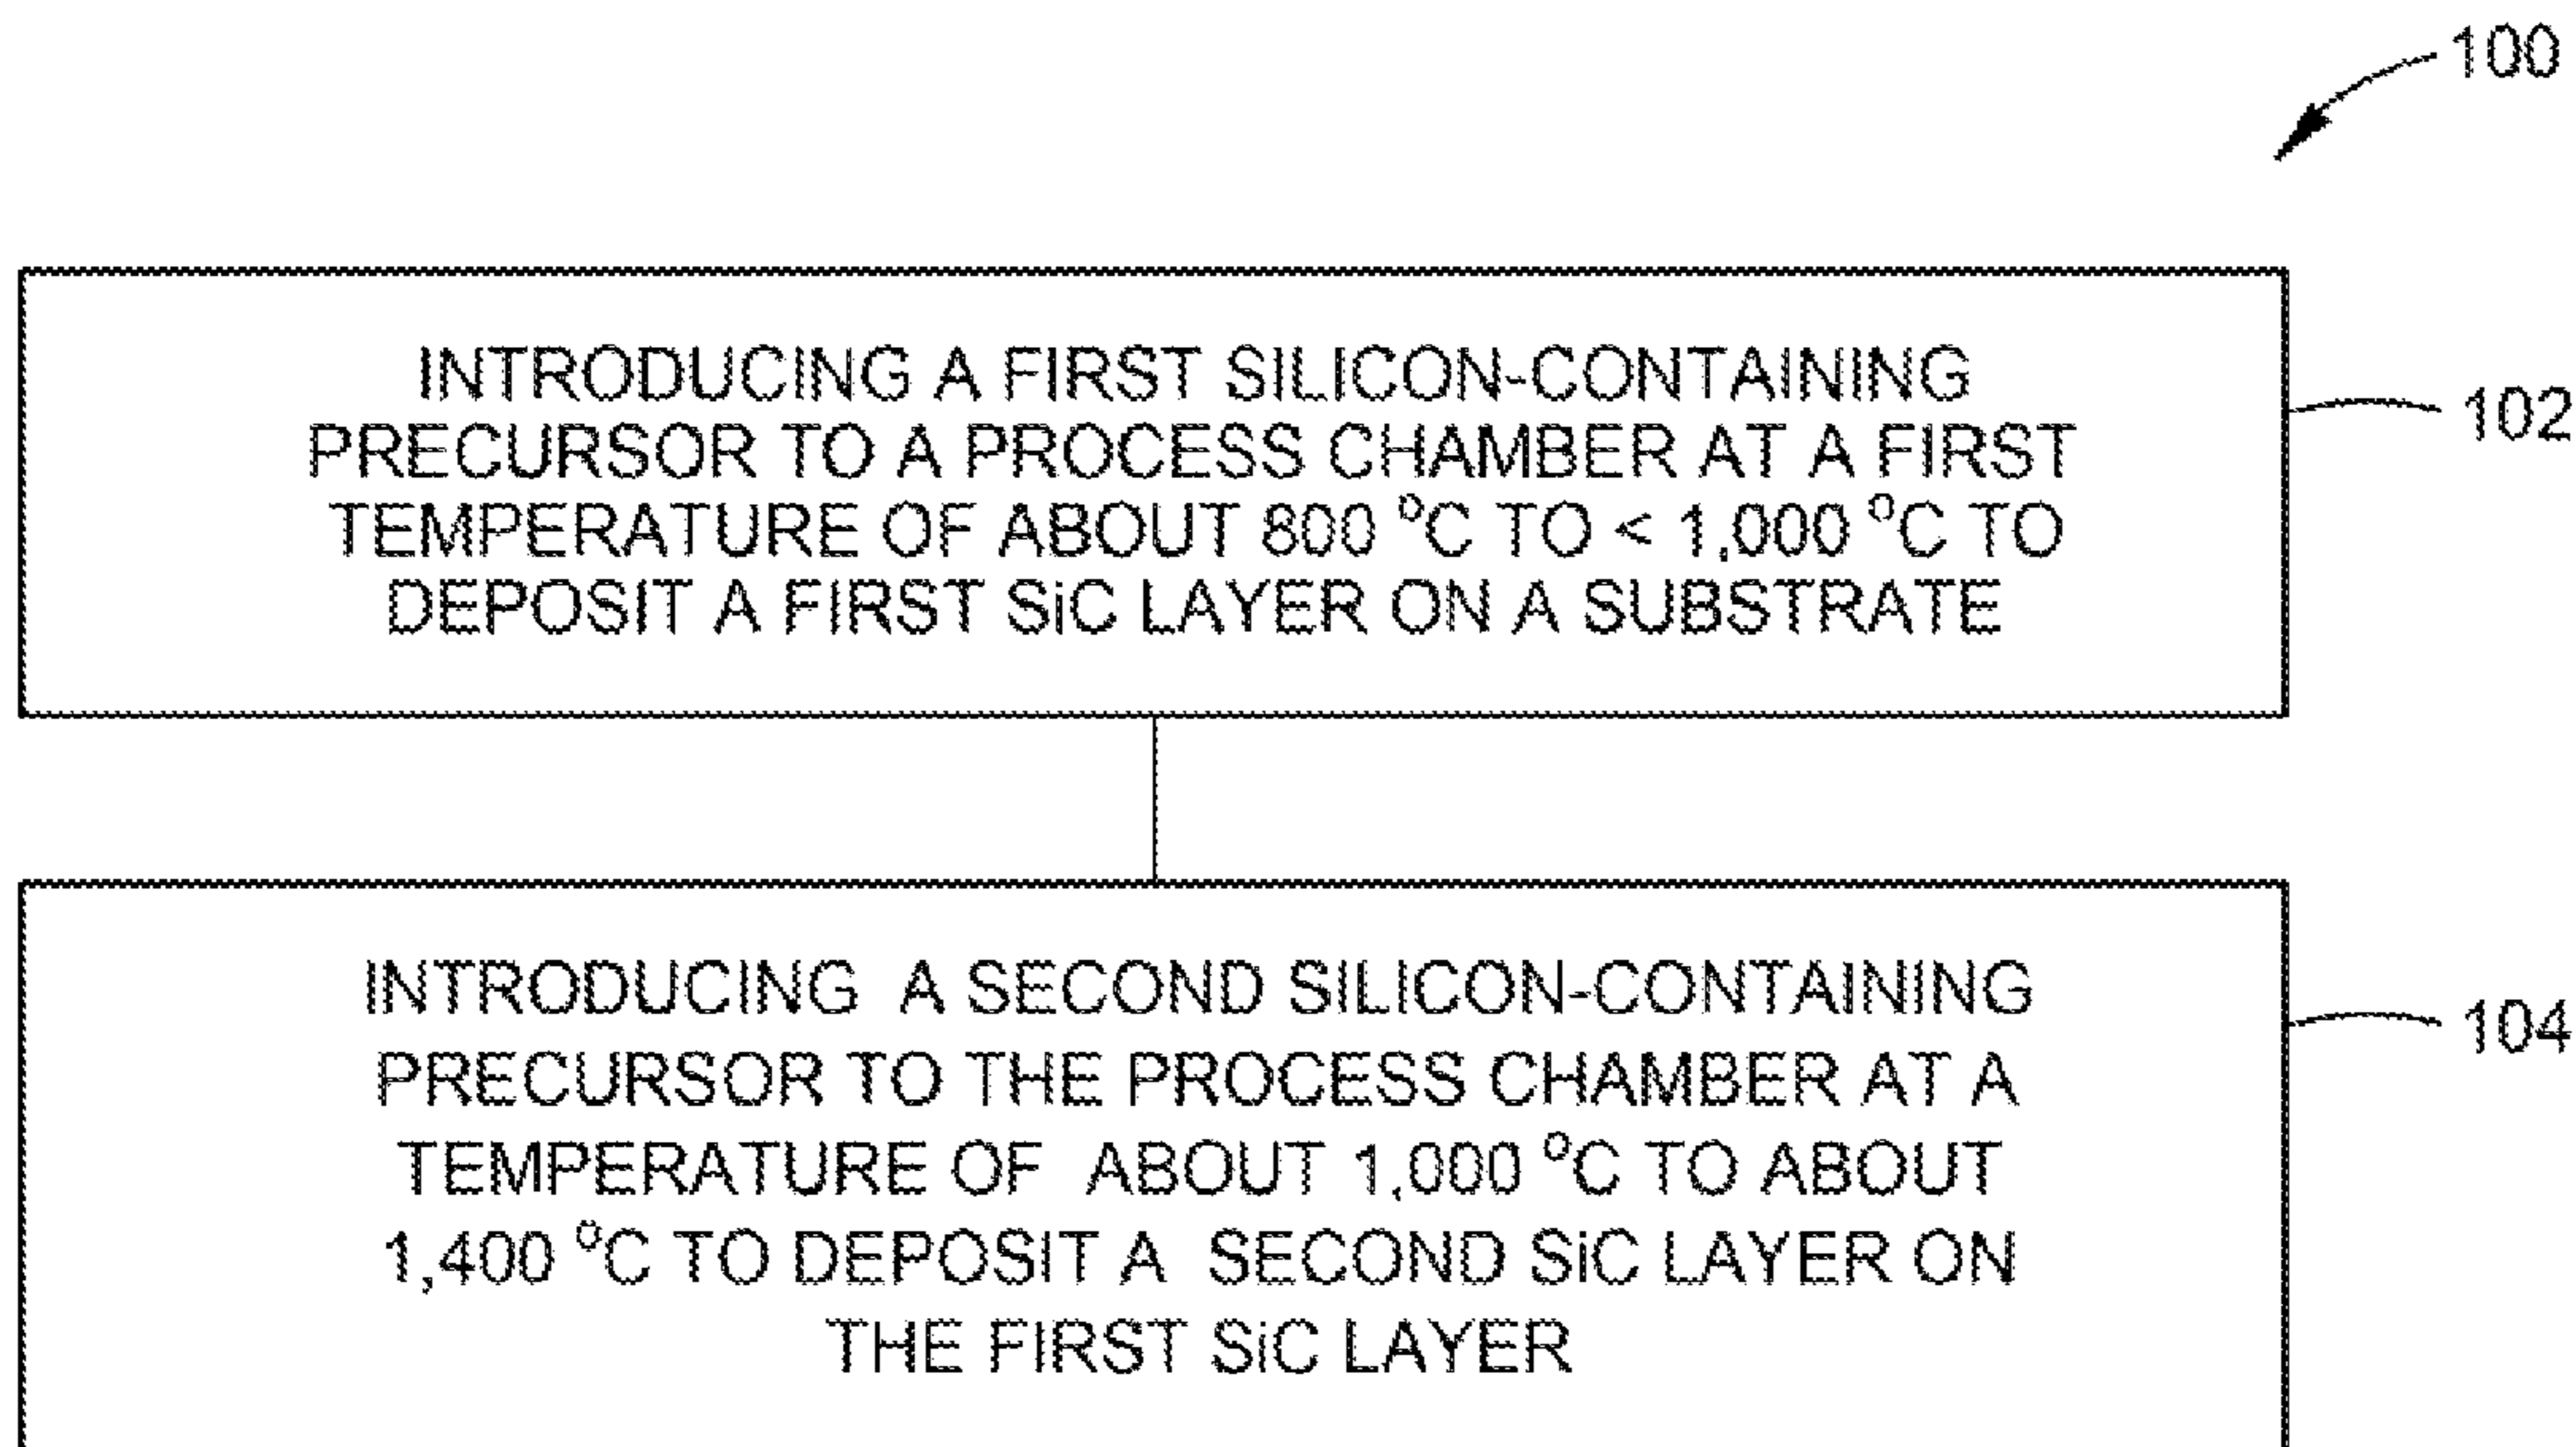 100
INTRODUCING A FIRST SILICON-CONTAINING
PRECURSOR TO A PROCESS CHAMBER AT A FIRST
TEMPERATURE OF ABOUT 800 °C TO < 1,000 °C TO
DEPOSIT A FIRST SiC LAYER ON A SUBSTRATE
102
INTRODUCING A SECOND SILICON-CONTAINING
PRECURSOR TO THE PROCESS CHAMBER AT A
TEMPERATURE OF ABOUT 1,000 °C TO ABOUT
1,400 °C TO DEPOSIT A SECOND SiC LAYER ON
THE FIRST SiC LAYER
104